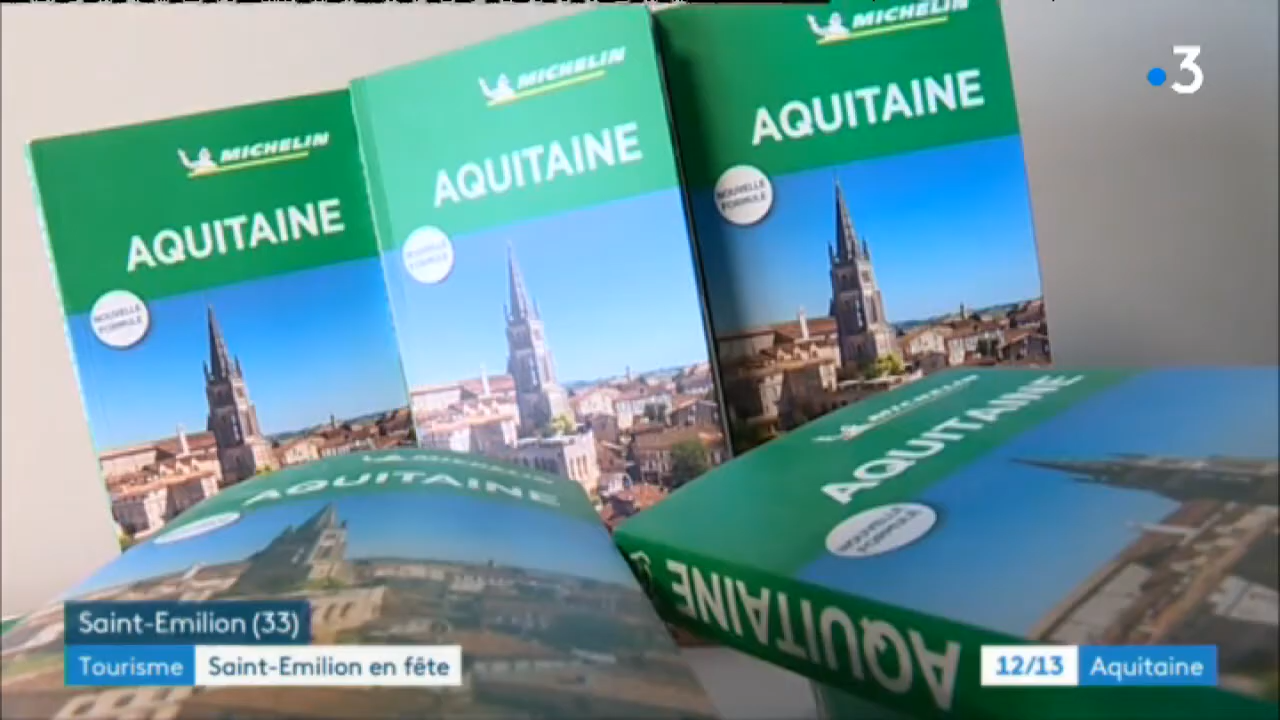 3
MICHELIN
AQUITAINE
NOUVELLE
FORMULE
MICHELIN
AQUITAINE
NOUVELLE
FORMULE
MICHELIN
AQUITAINE
NOUVELLE
FORMULE
AQUITAINE
MICHELIN
AQUITAINE
NOUVELLE
FORMULE
AQUITAINE
Saint-Emilion (33)
Tourisme
Saint-Emilion en fête
12/13
Aquitaine